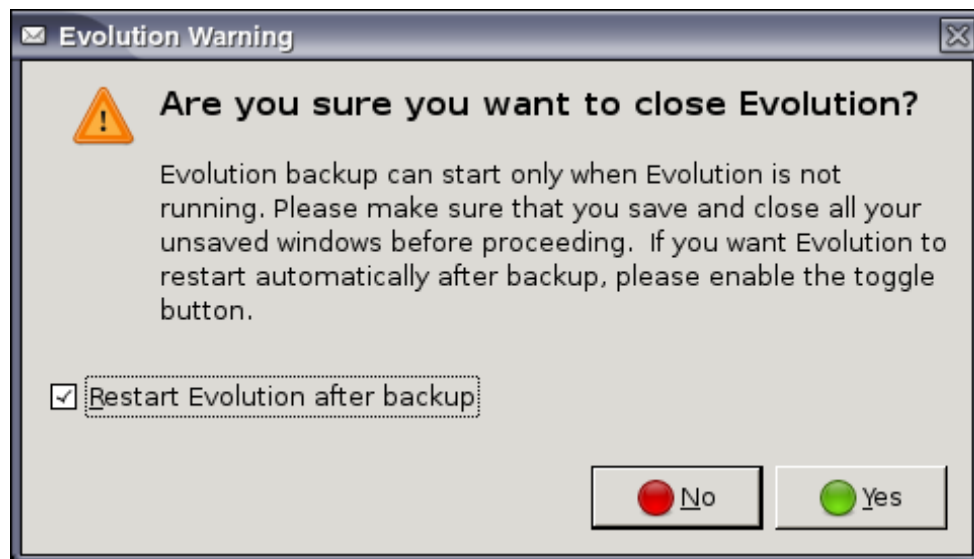 Evolution Warning
Are you sure you want to close Evolution?
Evolution backup can start only when Evolution is not
running. Please make sure that you save and close all your
unsaved windows before proceeding.  If you want Evolution to
restart automatically after backup, please enable the toggle
button.
Restart Evolution after backup
No
Yes